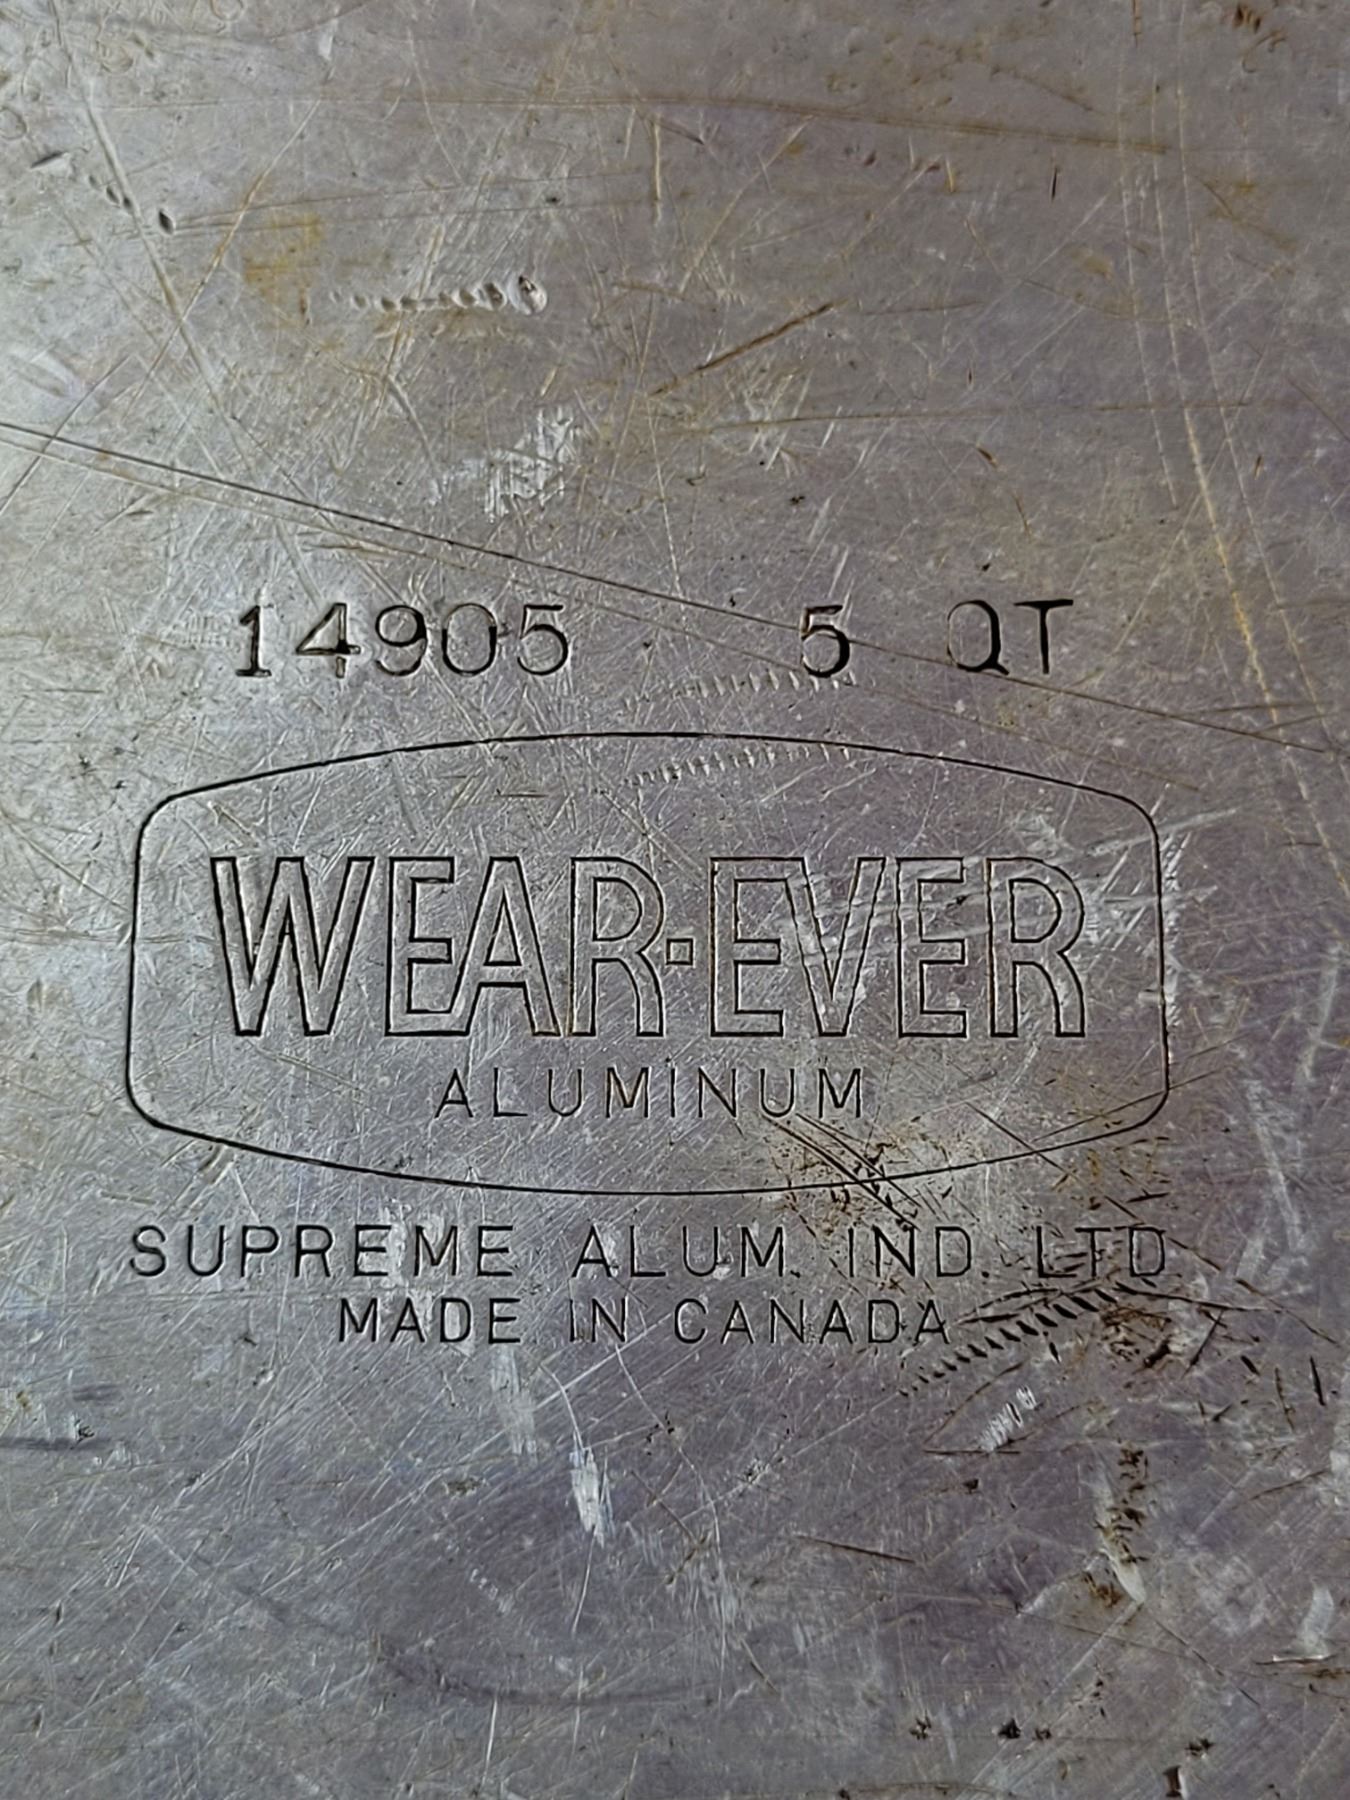 14905 5 QT
WEAR·EVER
ALUMINUM
SUPREME ALUM. IND. LTD.
MADE IN CANADA